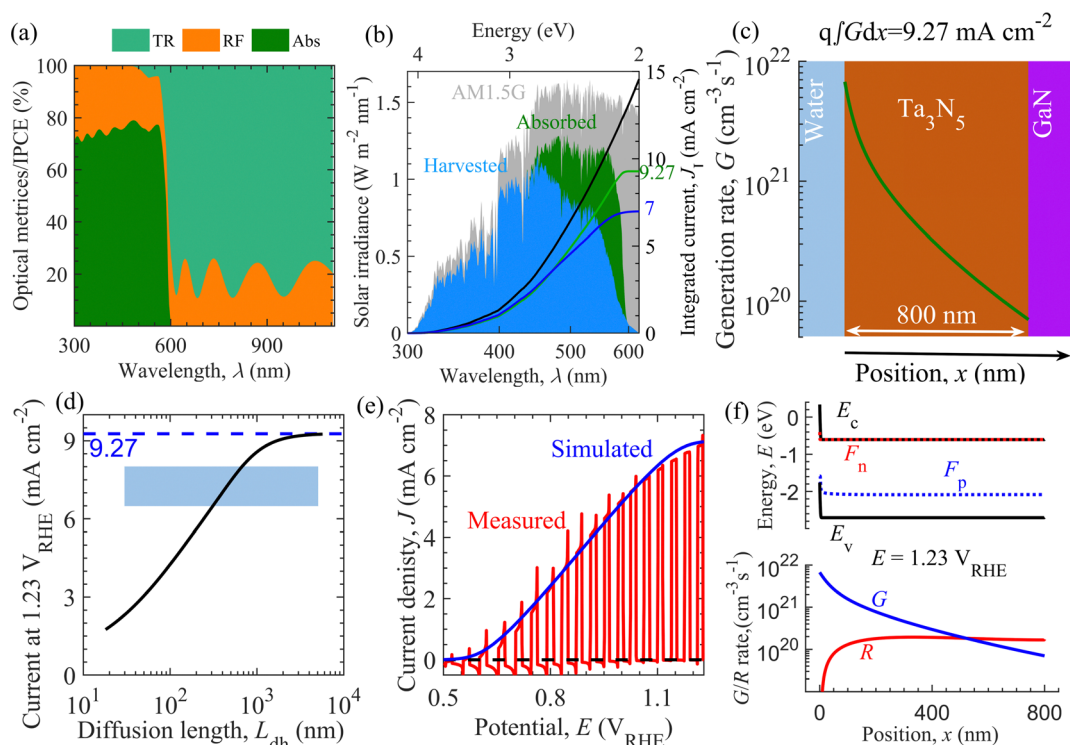 (a)
TR RF Abs
Optical metrices/IPCE (%)
100
80
60
40
20
300 600 900
Wavelength, λ (nm)
(b)
Energy (eV)
4 3 2
Solar irradiance (W m⁻² nm⁻¹)
1.5
1
0.5
0
AM1.5G
Absorbed
Harvested
9.27
7
15
10
5
0
Integrated current, J_I (mA cm⁻²)
300 400 500 600
Wavelength, λ (nm)
(c)
q∫Gdx=9.27 mA cm⁻²
Generation rate, G (cm⁻³ s⁻¹)
10²²
10²¹
10²⁰
Water
Ta₃N₅
GaN
800 nm
Position, x (nm)
(d)
Current at 1.23 V_RHE (mA cm⁻²)
9
6
3
0
9.27
10¹ 10² 10³ 10⁴
Diffusion length, L_dh (nm)
(e)
Current denisty, J (mA cm⁻²)
8
6
4
2
0
Simulated
Measured
0.5 0.8 1.1
Potential, E (V_RHE)
(f)
Energy, E (eV)
0
-1
-2
E_c
F_n
F_p
E_v
E = 1.23 V_RHE
G/R rate,(cm⁻³ s⁻¹)
10²²
10²¹
10²⁰
G
R
0 400 800
Position, x (nm)